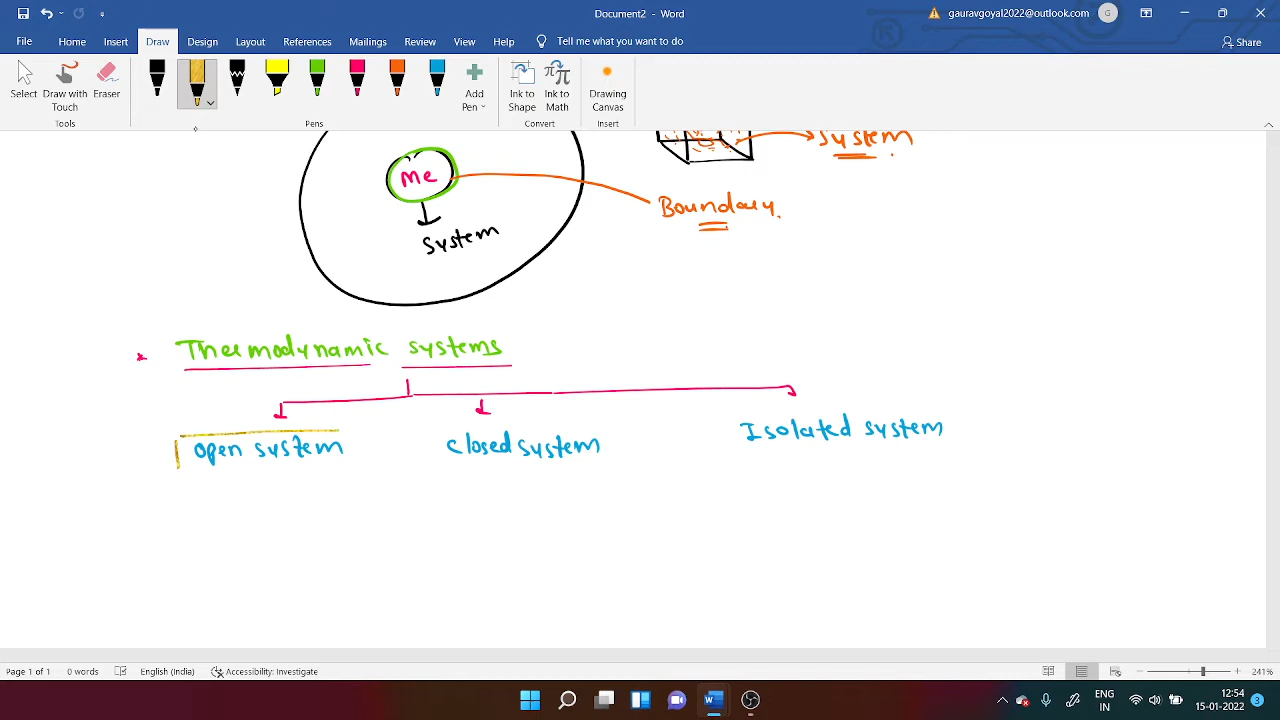 Document2 - Word
gauravgoyal2022@outlook.com
G
File Home Insert Draw Design Layout References Mailings Review View Help Tell me what you want to do
Share
Select
Draw with Touch
Eraser
Add Pen
Ink to Shape
Ink to Math
Drawing Canvas
Tools
Pens
Convert
Insert
System
Me
Boundary
System
Thermodynamic systems
Open system
Closed system
Isolated system
Page 1 of 1 0 words English (India) Accessibility: Investigate
241%
ENG
IN
12:54
15-01-2022
3